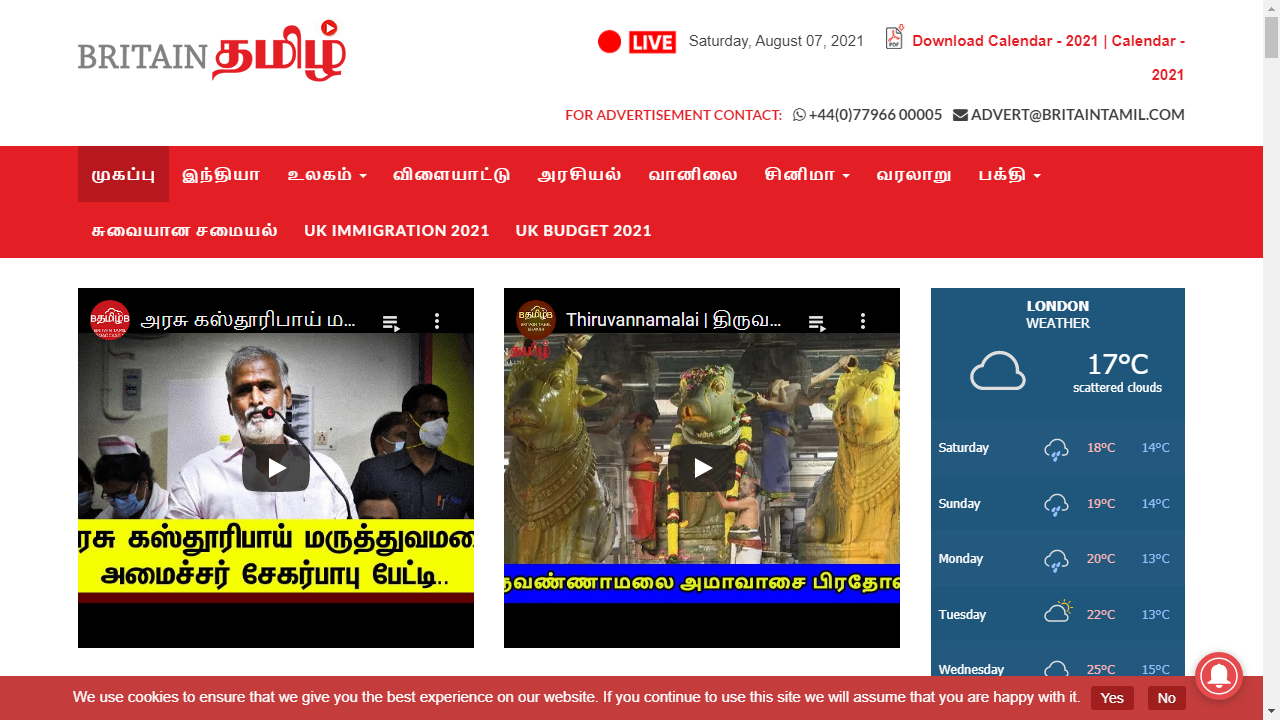 BRITAIN தமிழ்
LIVE Saturday, August 07, 2021 Download Calendar - 2021 | Calendar -
2021
FOR ADVERTISEMENT CONTACT: +44(0)77966 00005 ADVERT@BRITAINTAMIL.COM
முகப்பு இந்தியா உலகம் விளையாட்டு அரசியல் வானிலை சினிமா வரலாறு பக்தி
சுவையான சமையல் UK IMMIGRATION 2021 UK BUDGET 2021
அரசு கஸ்தூரிபாய் ம...
ரசு கஸ்தூரிபாய் மருத்துவமனை
அமைச்சர் சேகர்பாபு பேட்டி..
Thiruvannamalai | திருவ...
தமிழ்
ருவண்ணாமலை அமாவாசை பிரதோஷ
LONDON
WEATHER
17°C
scattered clouds
Saturday 18°C 14°C
Sunday 19°C 14°C
Monday 20°C 13°C
Tuesday 22°C 13°C
Wednesday 25°C 15°C
We use cookies to ensure that we give you the best experience on our website. If you continue to use this site we will assume that you are happy with it. Yes No